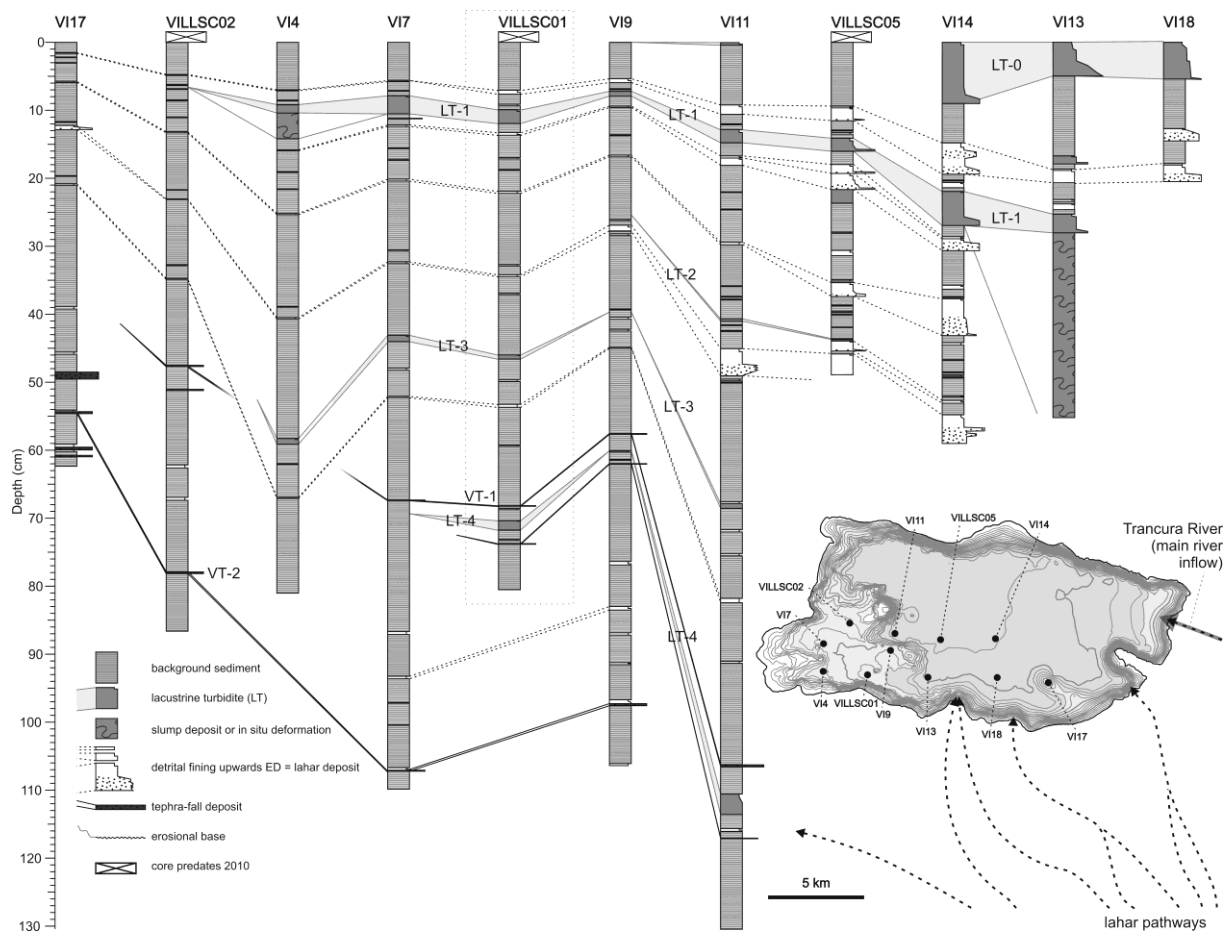 VI17 VILLSC02 VI4 VI7 VILLSC01 VI9 VI11 VILLSC05 VI14 VI13 VI18
0
10
20
30
40
50
60
70
80
90
100
110
120
130
Depth (cm)
LT-0
LT-1
LT-1
LT-1
LT-2
LT-3
LT-3
VT-1
LT-4
VT-2
LT-4
background sediment
lacustrine turbidite (LT)
slump deposit or in situ deformation
detrital fining upwards ED = lahar deposit
tephra-fall deposit
erosional base
core predates 2010
VI11
VILLSC05
VI14
Trancura River
(main river
inflow)
VILLSC02
VI7
VI4
VILLSC01
VI9
VI13
VI18
VI17
5 km
lahar pathways